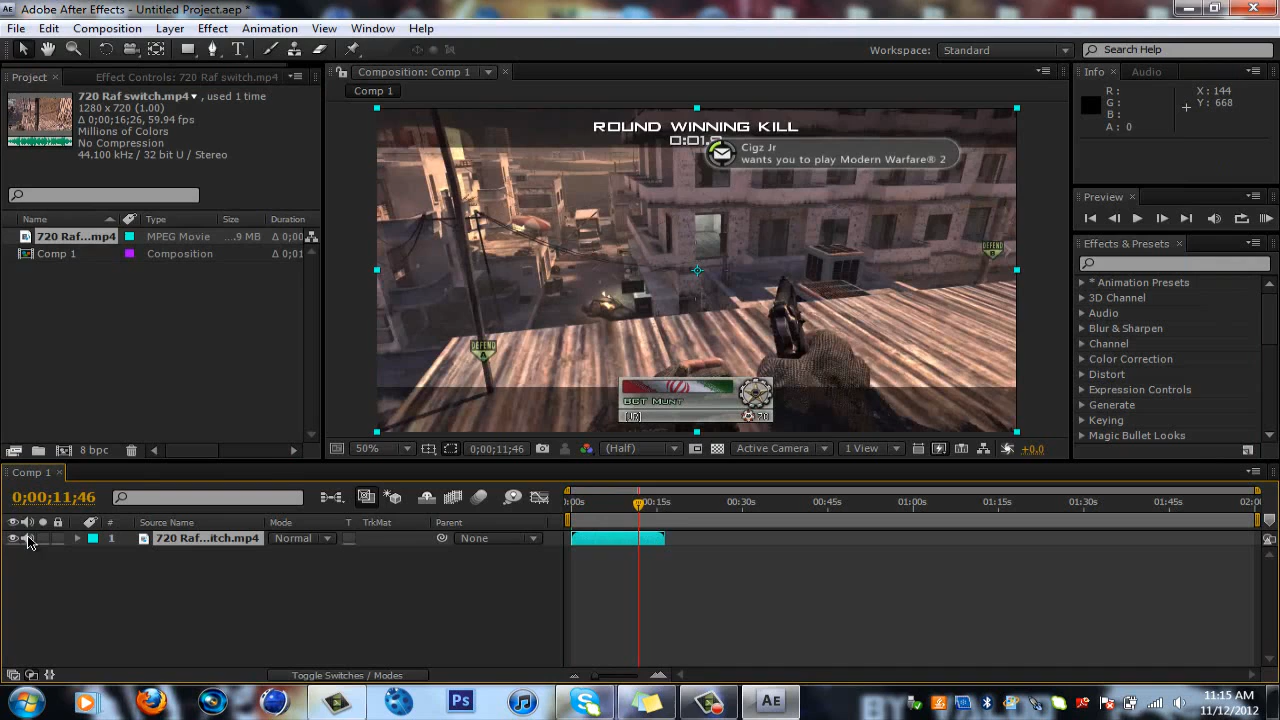 Adobe After Effects - Untitled Project.aep *
File Edit Composition Layer Effect Animation View Window Help
Workspace: Standard
Search Help
Project
Effect Controls: 720 Raf switch.mp4
720 Raf switch.mp4 , used 1 time
1280 x 720 (1.00)
Δ 0;00;16;26, 59.94 fps
Millions of Colors
No Compression
44.100 kHz / 32 bit U / Stereo
Name Type Size Duration
720 Raf...mp4 MPEG Movie ...9 MB Δ 0;00
Comp 1 Composition Δ 0;01
8 bpc
Composition: Comp 1
Comp 1
ROUND WINNING KILL
Cigz Jr
wants you to play Modern Warfare® 2
DEFEND
B
DEFEND
A
50% 0;00;11;46 (Half) Active Camera 1 View +0.0
Info Audio
R :
G :
B :
A : 0
X : 144
Y : 668
Preview
Effects & Presets
* Animation Presets
3D Channel
Audio
Blur & Sharpen
Channel
Color Correction
Distort
Expression Controls
Generate
Keying
Magic Bullet Looks
Comp 1
0;00;11;46
:00s 00:15s 00:30s 00:45s 01:00s 01:15s 01:30s 01:45s 02:00
# Source Name Mode T TrkMat Parent
1 720 Raf...itch.mp4 Normal None
Toggle Switches / Modes
Ps
AE
11:15 AM
11/12/2012